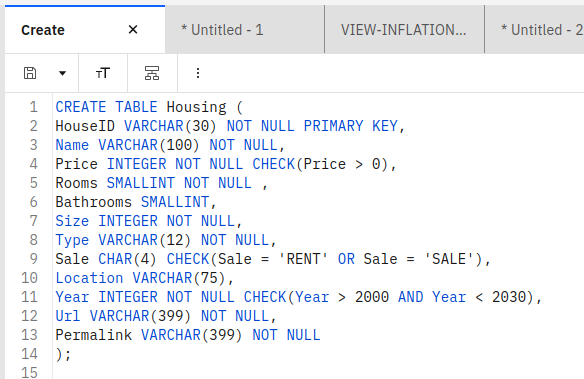 Create × * Untitled - 1 VIEW-INFLATION... * Untitled - 2
1 CREATE TABLE Housing (
2 HouseID VARCHAR(30) NOT NULL PRIMARY KEY,
3 Name VARCHAR(100) NOT NULL,
4 Price INTEGER NOT NULL CHECK(Price > 0),
5 Rooms SMALLINT NOT NULL ,
6 Bathrooms SMALLINT,
7 Size INTEGER NOT NULL,
8 Type VARCHAR(12) NOT NULL,
9 Sale CHAR(4) CHECK(Sale = 'RENT' OR Sale = 'SALE'),
10 Location VARCHAR(75),
11 Year INTEGER NOT NULL CHECK(Year > 2000 AND Year < 2030),
12 Url VARCHAR(399) NOT NULL,
13 Permalink VARCHAR(399) NOT NULL
14 );
15